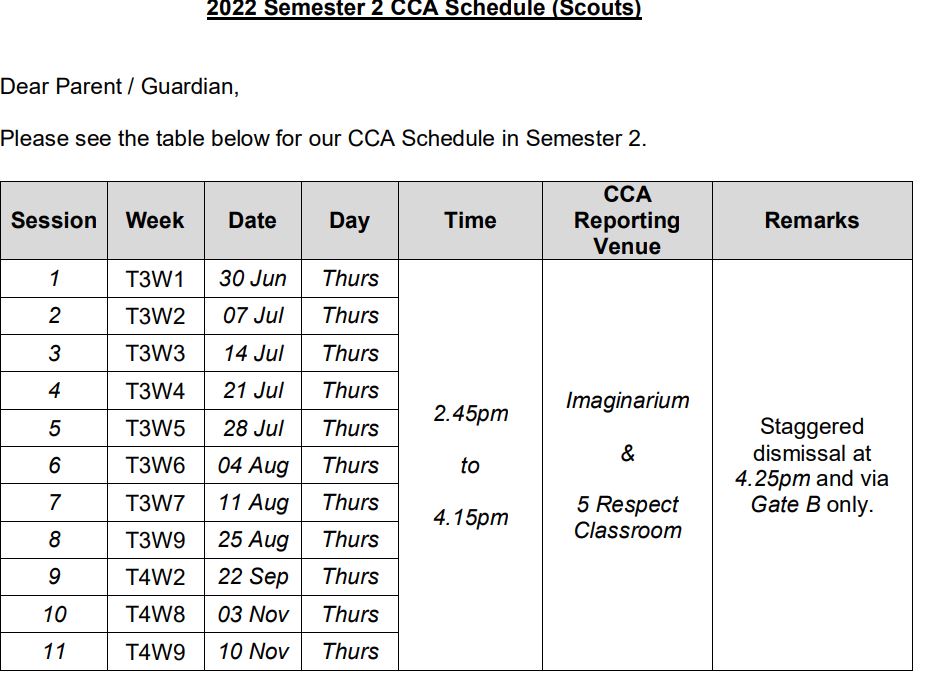 2022 Semester 2 CCA Schedule (Scouts)
Dear Parent / Guardian,
Please see the table below for our CCA Schedule in Semester 2.
Session Week Date Day Time CCA Reporting Venue Remarks
1 T3W1 30 Jun Thurs
2 T3W2 07 Jul Thurs
3 T3W3 14 Jul Thurs
4 T3W4 21 Jul Thurs
5 T3W5 28 Jul Thurs
6 T3W6 04 Aug Thurs
7 T3W7 11 Aug Thurs
8 T3W9 25 Aug Thurs
9 T4W2 22 Sep Thurs
10 T4W8 03 Nov Thurs
11 T4W9 10 Nov Thurs
2.45pm
to
4.15pm
Imaginarium
&
5 Respect
Classroom
Staggered
dismissal at
4.25pm and via
Gate B only.